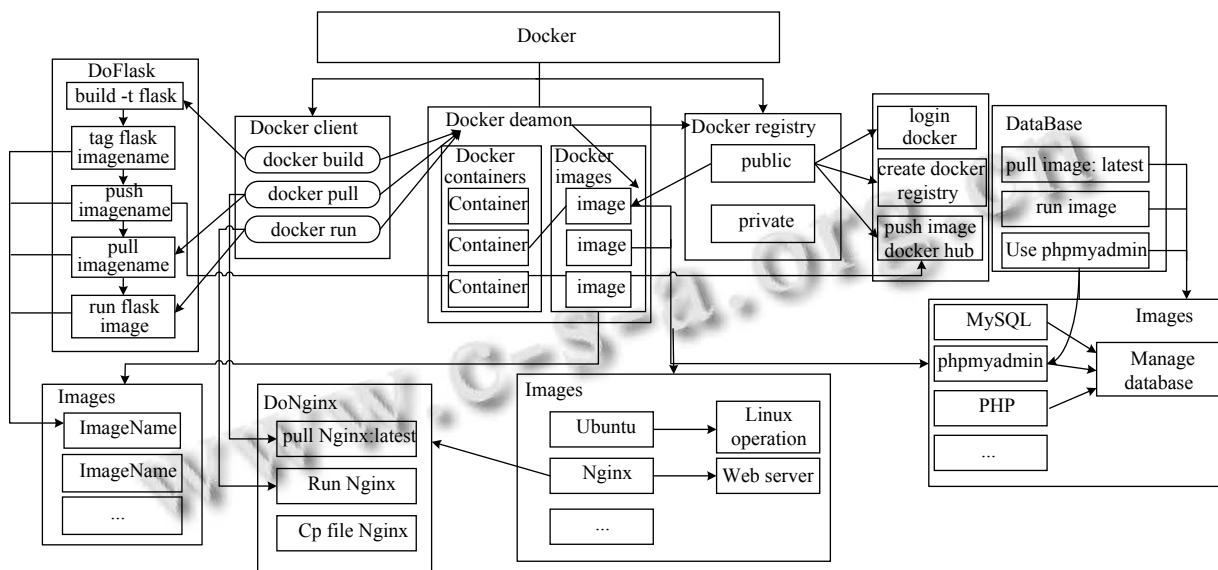 Docker
DoFlask
build -t flask
tag flask
imagename
push
imagename
pull
imagename
run flask
image
Docker client
docker build
docker pull
docker run
Docker deamon
Docker
containers
Container
Container
Container
Docker
images
image
image
image
Docker registry
public
private
login
docker
create docker
registry
push image
docker hub
DataBase
pull image: latest
run image
Use phpmyadmin
Images
MySQL
phpmyadmin
PHP
...
Manage
database
Images
ImageName
ImageName
...
DoNginx
pull Nginx:latest
Run Nginx
Cp file Nginx
Images
Ubuntu
Nginx
...
Linux
operation
Web server
www.c-s-a.org.cn